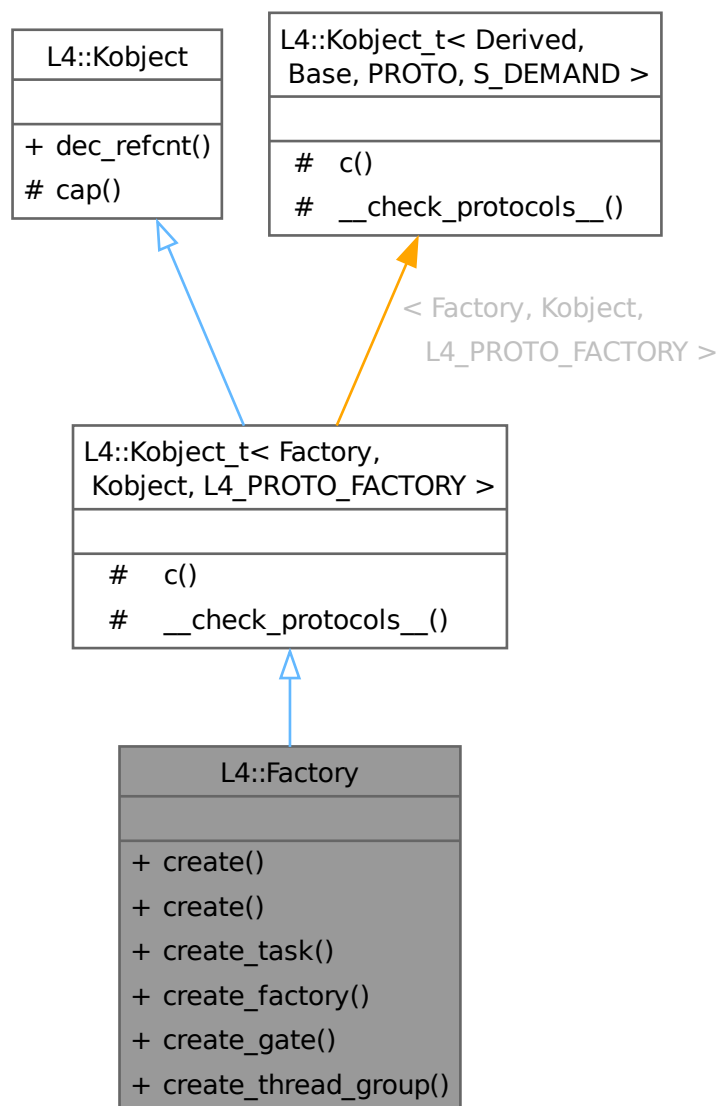 L4::Kobject
+ dec_refcnt()
# cap()
L4::Kobject_t< Derived,
Base, PROTO, S_DEMAND >
# c()
# __check_protocols__()
< Factory, Kobject,
L4_PROTO_FACTORY >
L4::Kobject_t< Factory,
Kobject, L4_PROTO_FACTORY >
# c()
# __check_protocols__()
L4::Factory
+ create()
+ create()
+ create_task()
+ create_factory()
+ create_gate()
+ create_thread_group()